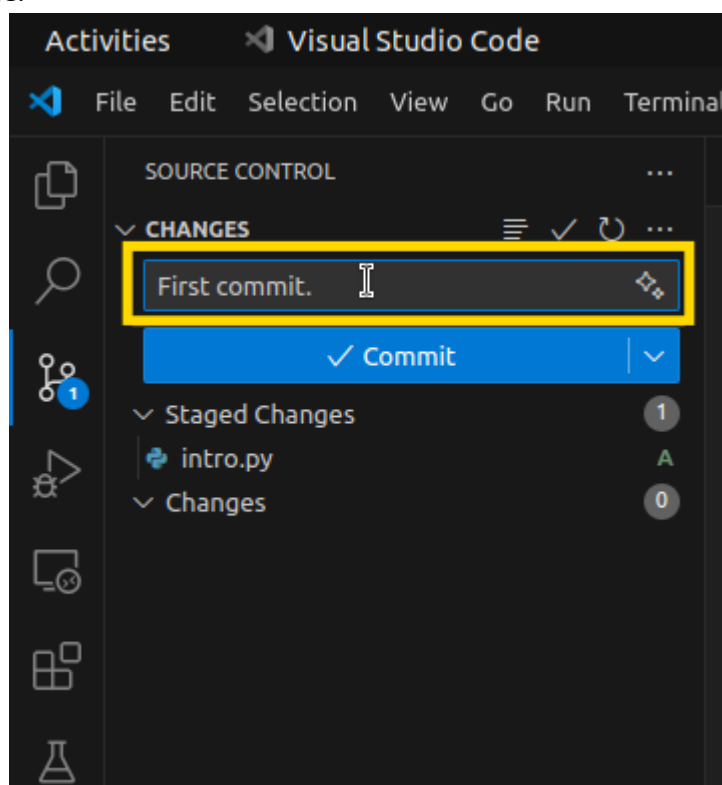 Activities Visual Studio Code
File Edit Selection View Go Run Terminal
SOURCE CONTROL
CHANGES
First commit.
Commit
1
Staged Changes 1
intro.py A
Changes 0